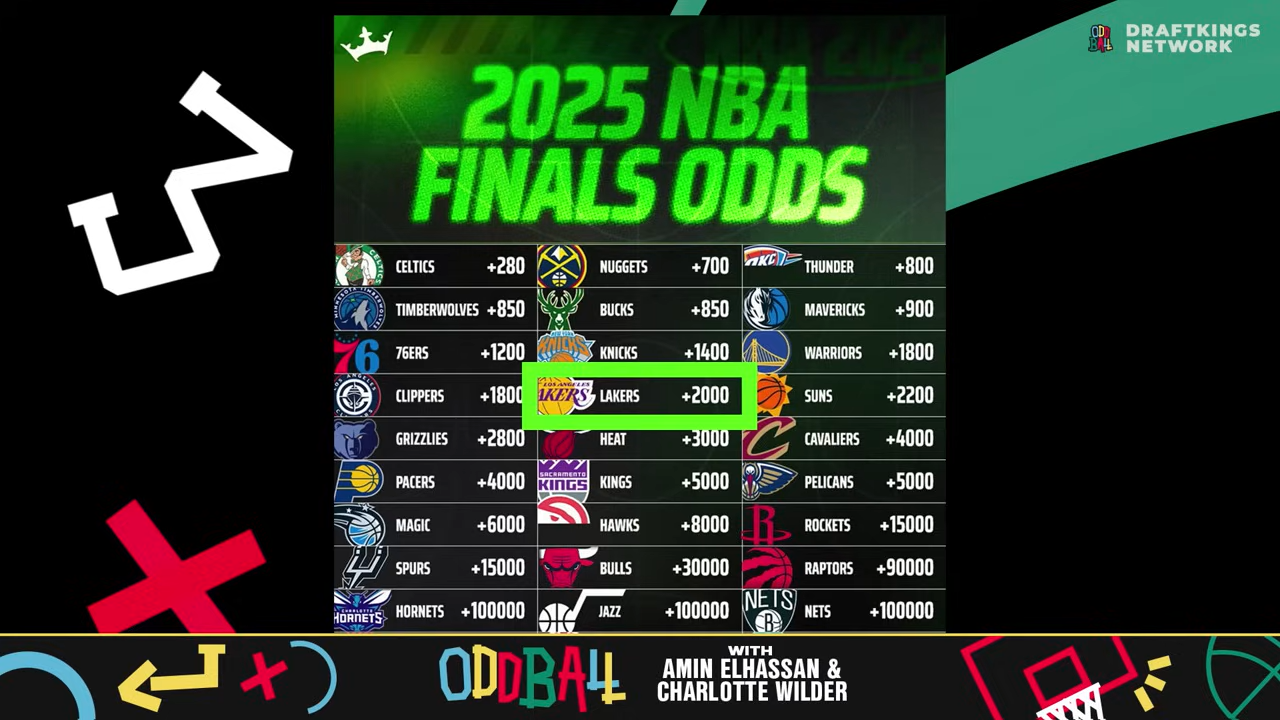 ODD
BALL
DRAFTKINGS
NETWORK
2025 NBA
FINALS ODDS
CELTICS +280
NUGGETS +700
THUNDER +800
TIMBERWOLVES +850
BUCKS +850
MAVERICKS +900
76ERS +1200
KNICKS +1400
WARRIORS +1800
CLIPPERS +1800
LAKERS +2000
SUNS +2200
GRIZZLIES +2800
HEAT +3000
CAVALIERS +4000
PACERS +4000
KINGS +5000
PELICANS +5000
MAGIC +6000
HAWKS +8000
ROCKETS +15000
SPURS +15000
BULLS +30000
RAPTORS +90000
HORNETS +100000
JAZZ +100000
NETS +100000
ODDBALL
WITH
AMIN ELHASSAN &
CHARLOTTE WILDER